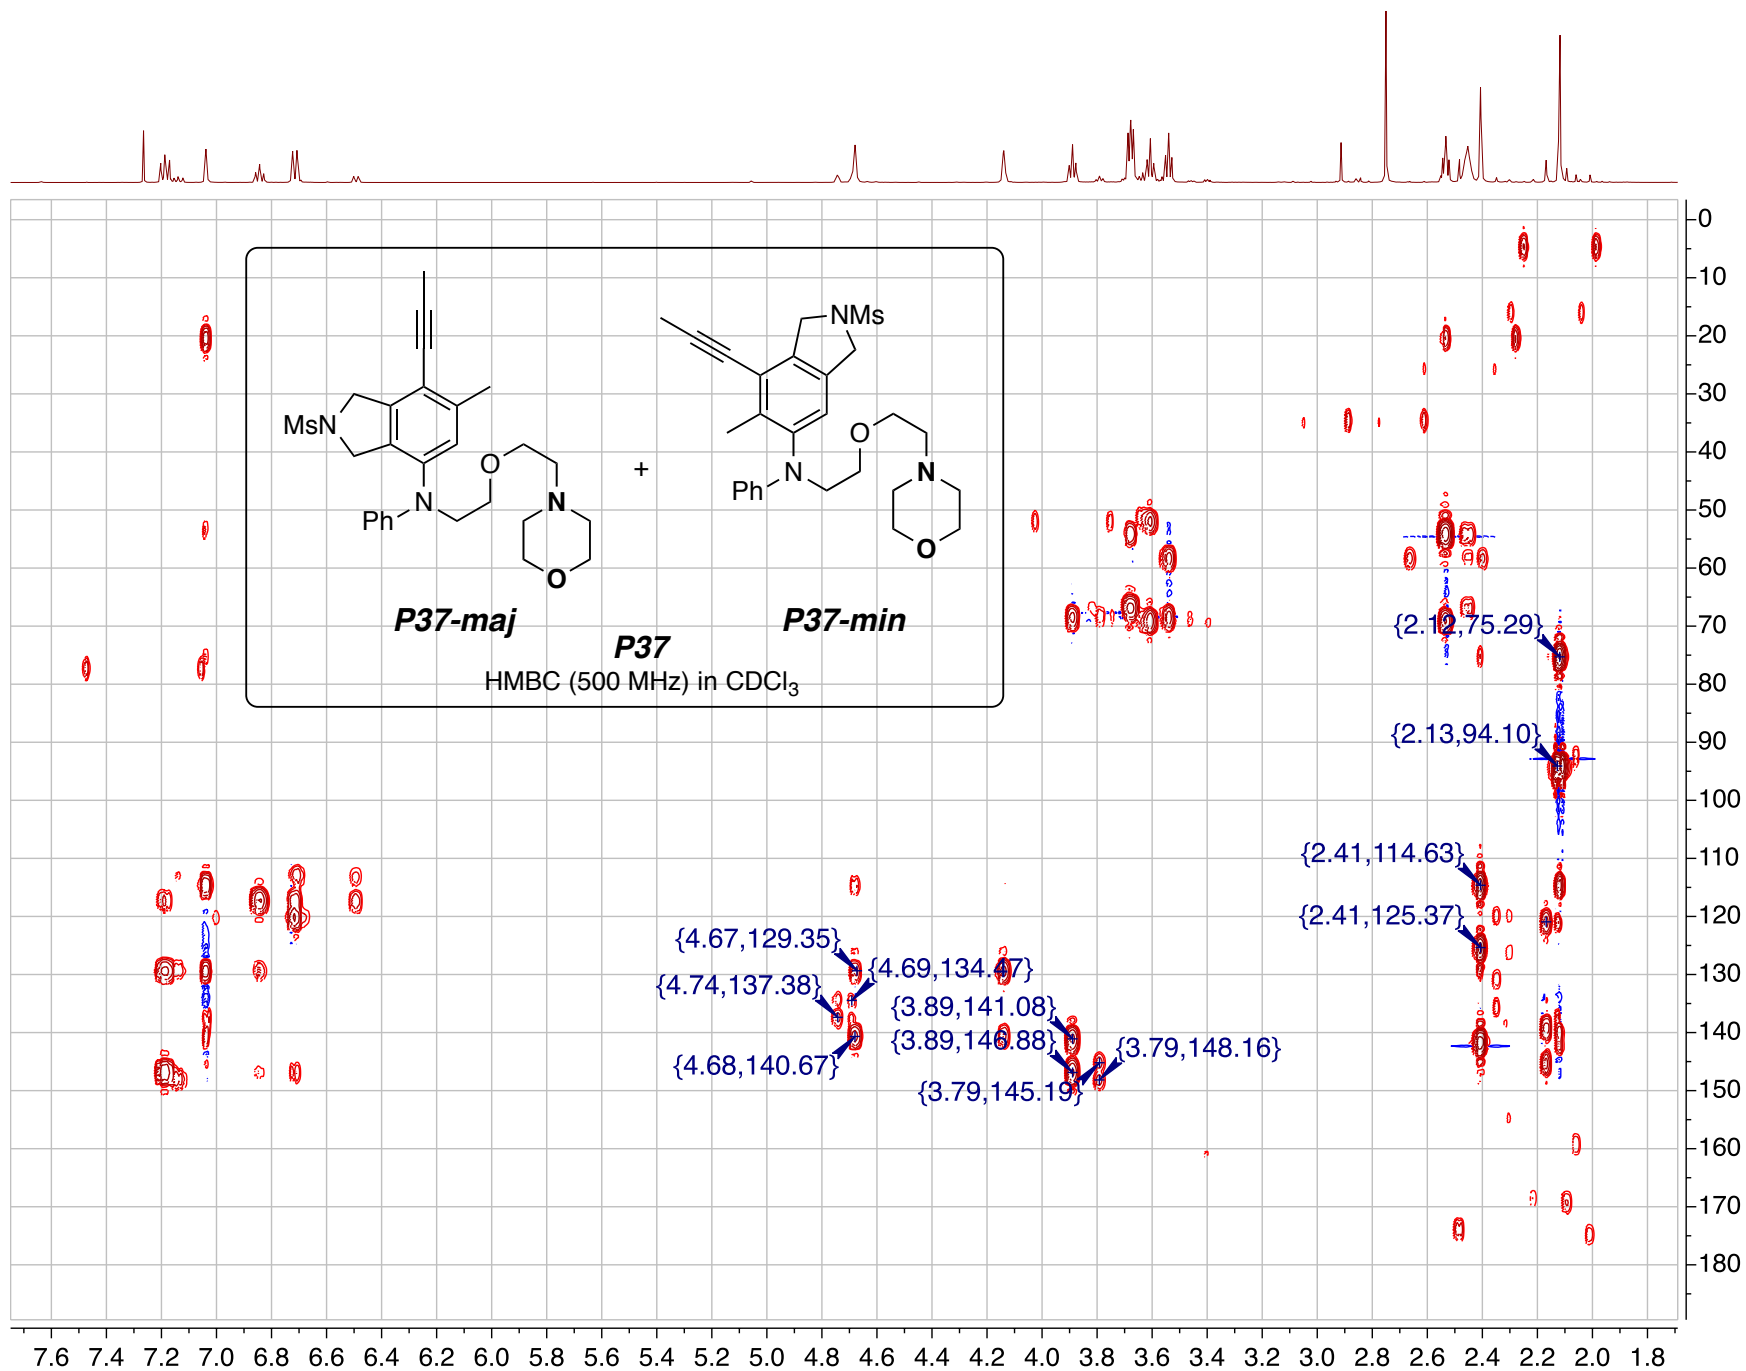 0
10
20
30
40
50
60
70
80
90
100
110
120
130
140
150
160
170
180
NMs
MsN
O
N
Ph
N
O
+
O
N
Ph
N
O
P37-maj
P37-min
P37
HMBC (500 MHz) in CDCl3
{2.12,75.29}
{2.13,94.10}
{2.41,114.63}
{2.41,125.37}
{4.67,129.35}
{4.69,134.47}
{4.74,137.38}
{3.89,141.08}
{3.89,146.88}
{3.79,148.16}
{4.68,140.67}
{3.79,145.19}
7.6 7.4 7.2 7.0 6.8 6.6 6.4 6.2 6.0 5.8 5.6 5.4 5.2 5.0 4.8 4.6 4.4 4.2 4.0 3.8 3.6 3.4 3.2 3.0 2.8 2.6 2.4 2.2 2.0 1.8